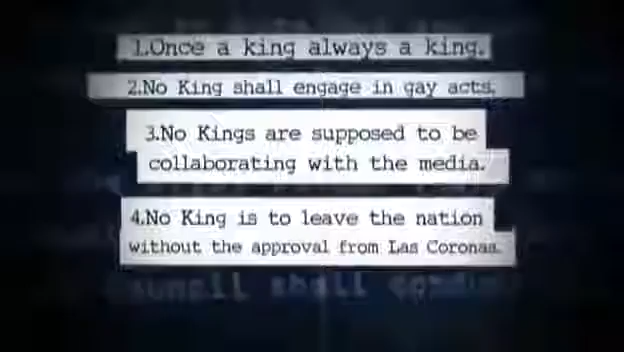 1.Once a king always a king.
2.No King shall engage in gay acts.
3.No Kings are supposed to be
collaborating with the media.
4.No King is to leave the nation
without the approval from Las Coronas.
council shall